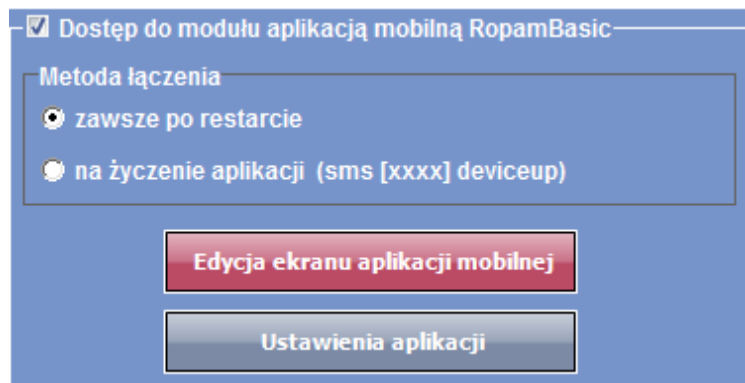 Dostęp do modułu aplikacją mobilną RopamBasic
Metoda łączenia
zawsze po restarcie
na życzenie aplikacji (sms [xxxx] deviceup)
Edycja ekranu aplikacji mobilnej
Ustawienia aplikacji